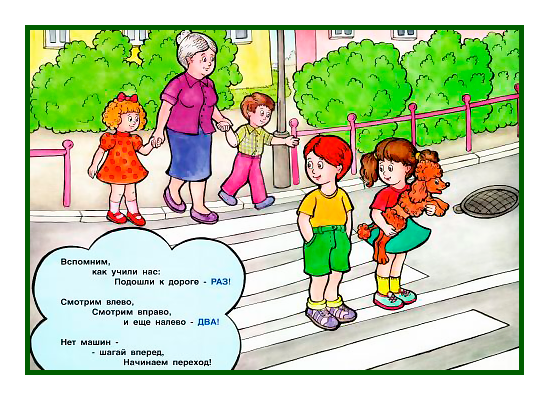 Вспомним,
как учили нас:
Подошли к дороге - РАЗ!
Смотрим влево,
Смотрим вправо,
и еще налево - ДВА!
Нет машин -
- шагай вперед,
Начинаем переход!